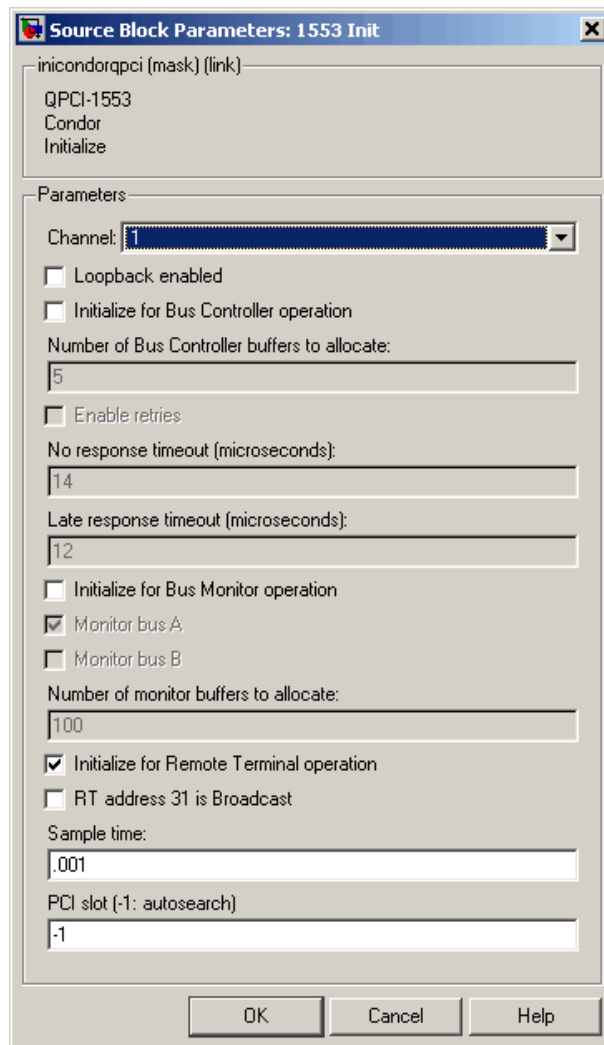 Source Block Parameters: 1553 Init
inicondorqpci (mask) (link)
QPCI-1553
Condor
Initialize
Parameters
Channel: 1
Loopback enabled
Initialize for Bus Controller operation
Number of Bus Controller buffers to allocate:
5
Enable retries
No response timeout (microseconds):
14
Late response timeout (microseconds):
12
Initialize for Bus Monitor operation
Monitor bus A
Monitor bus B
Number of monitor buffers to allocate:
100
Initialize for Remote Terminal operation
RT address 31 is Broadcast
Sample time:
.001
PCI slot (-1: autosearch)
-1
OK Cancel Help